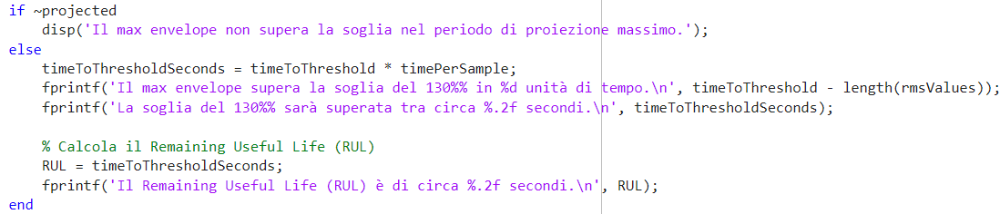 if ~projected
    disp('Il max envelope non supera la soglia nel periodo di proiezione massimo.');
else
    timeToThresholdSeconds = timeToThreshold * timePerSample;
    fprintf('Il max envelope supera la soglia del 130%% in %d unità di tempo.\n', timeToThreshold - length(rmsValues));
    fprintf('La soglia del 130%% sarà superata tra circa %.2f secondi.\n', timeToThresholdSeconds);

    % Calcola il Remaining Useful Life (RUL)
    RUL = timeToThresholdSeconds;
    fprintf('Il Remaining Useful Life (RUL) è di circa %.2f secondi.\n', RUL);
end